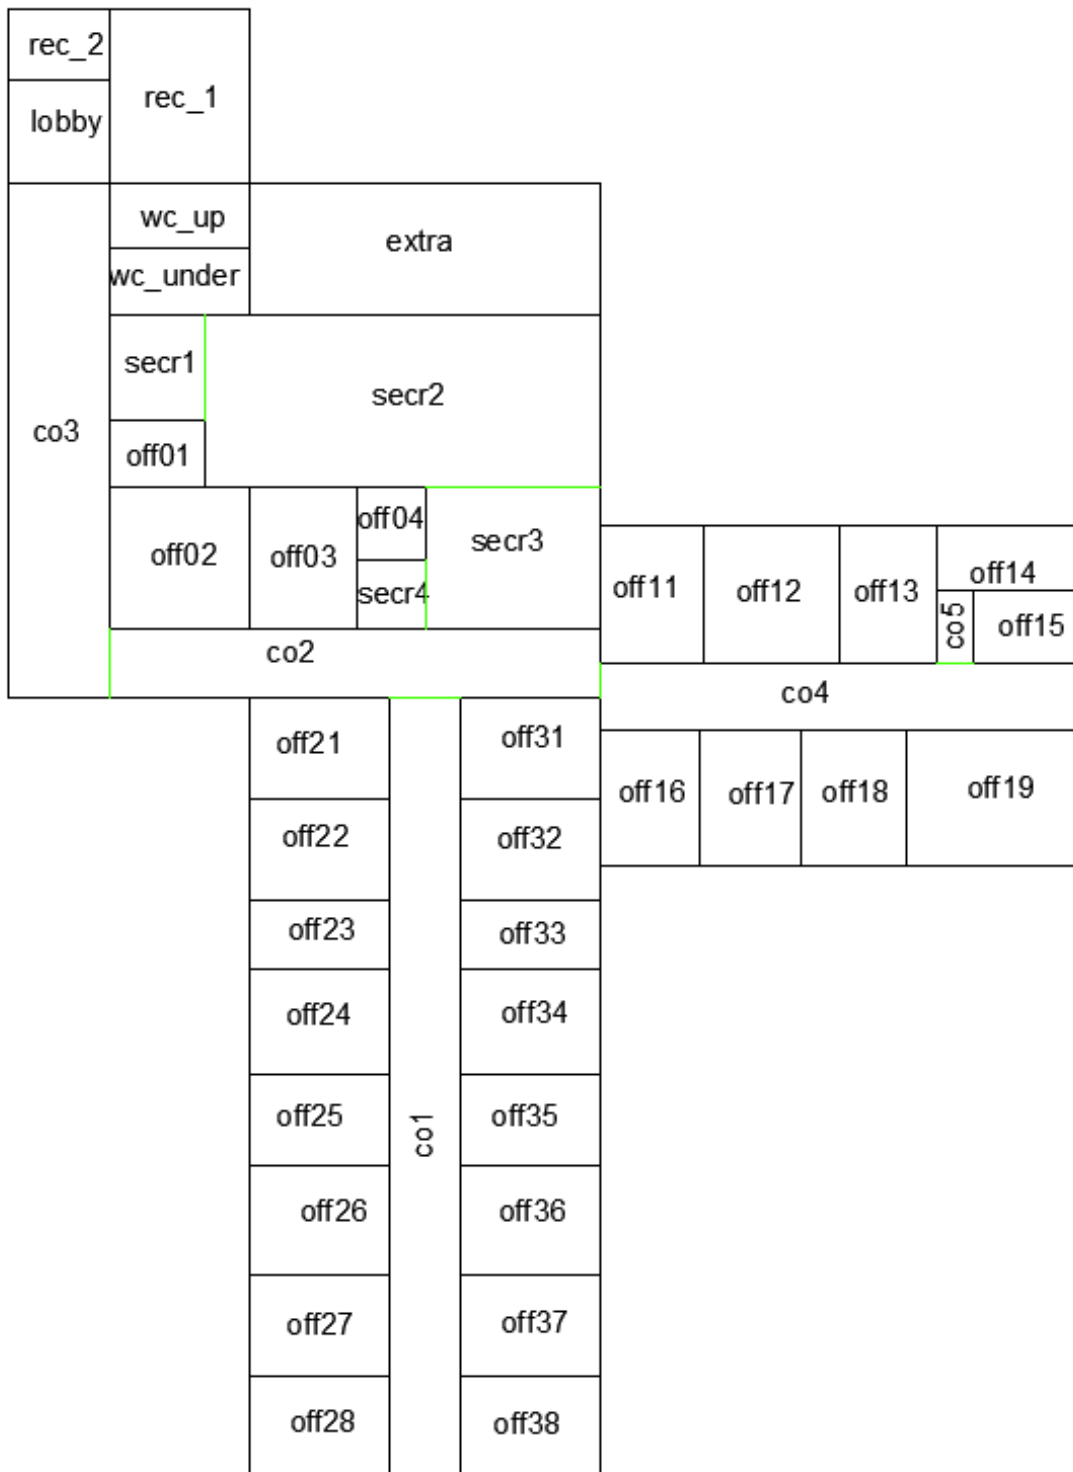 rec_2
rec_1
lobby
wc_up
extra
wc_under
secr1
secr2
co3
off01
off04
secr3
off02
off03
secr4
off11
off12
off13
off14
co5
off15
co2
co4
off21
off31
off16
off17
off18
off19
off22
off32
off23
off33
off24
off34
off25
co1
off35
off26
off36
off27
off37
off28
off38